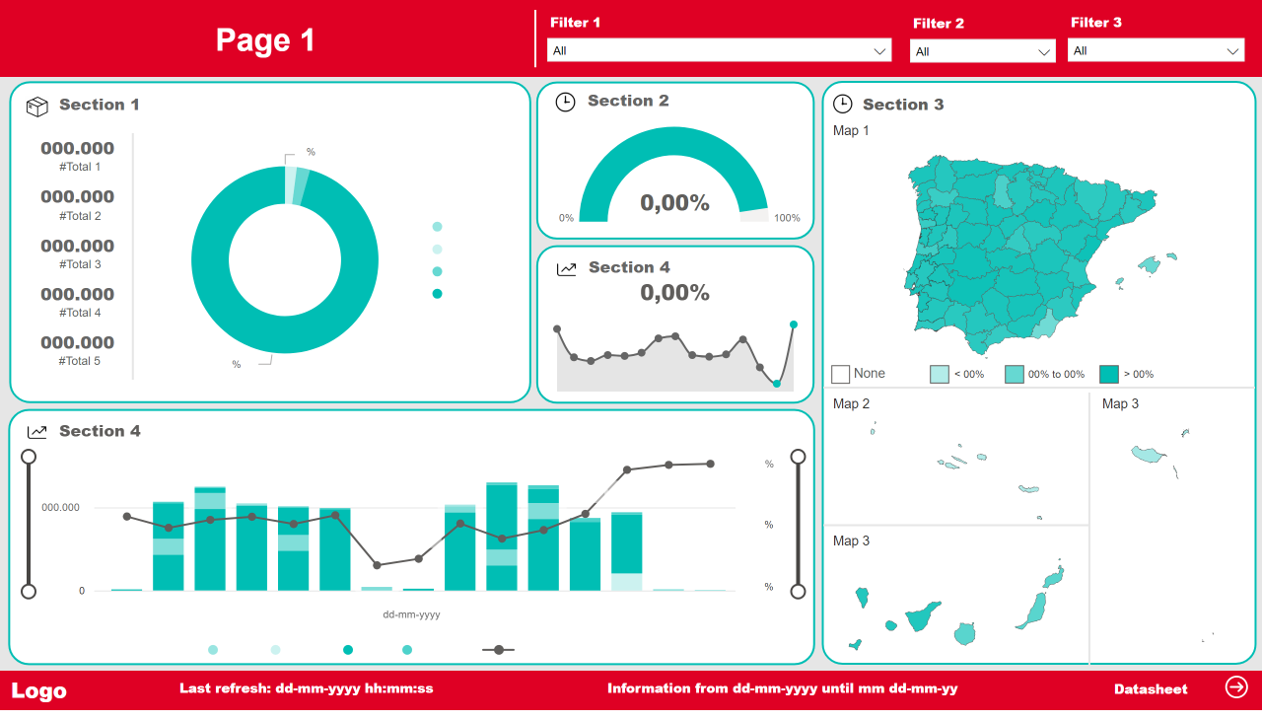 Page 1
Filter 1
All
Filter 2
All
Filter 3
All
Section 1
000.000
#Total 1
000.000
#Total 2
000.000
#Total 3
000.000
#Total 4
000.000
#Total 5
%
%
Section 2
0,00%
0%
100%
Section 4
0,00%
Section 3
Map 1
None
< 00%
00% to 00%
> 00%
Map 2
Map 3
Map 3
Section 4
000.000
0
%
%
%
dd-mm-yyyy
Logo
Last refresh: dd-mm-yyyy hh:mm:ss
Information from dd-mm-yyyy until mm dd-mm-yy
Datasheet